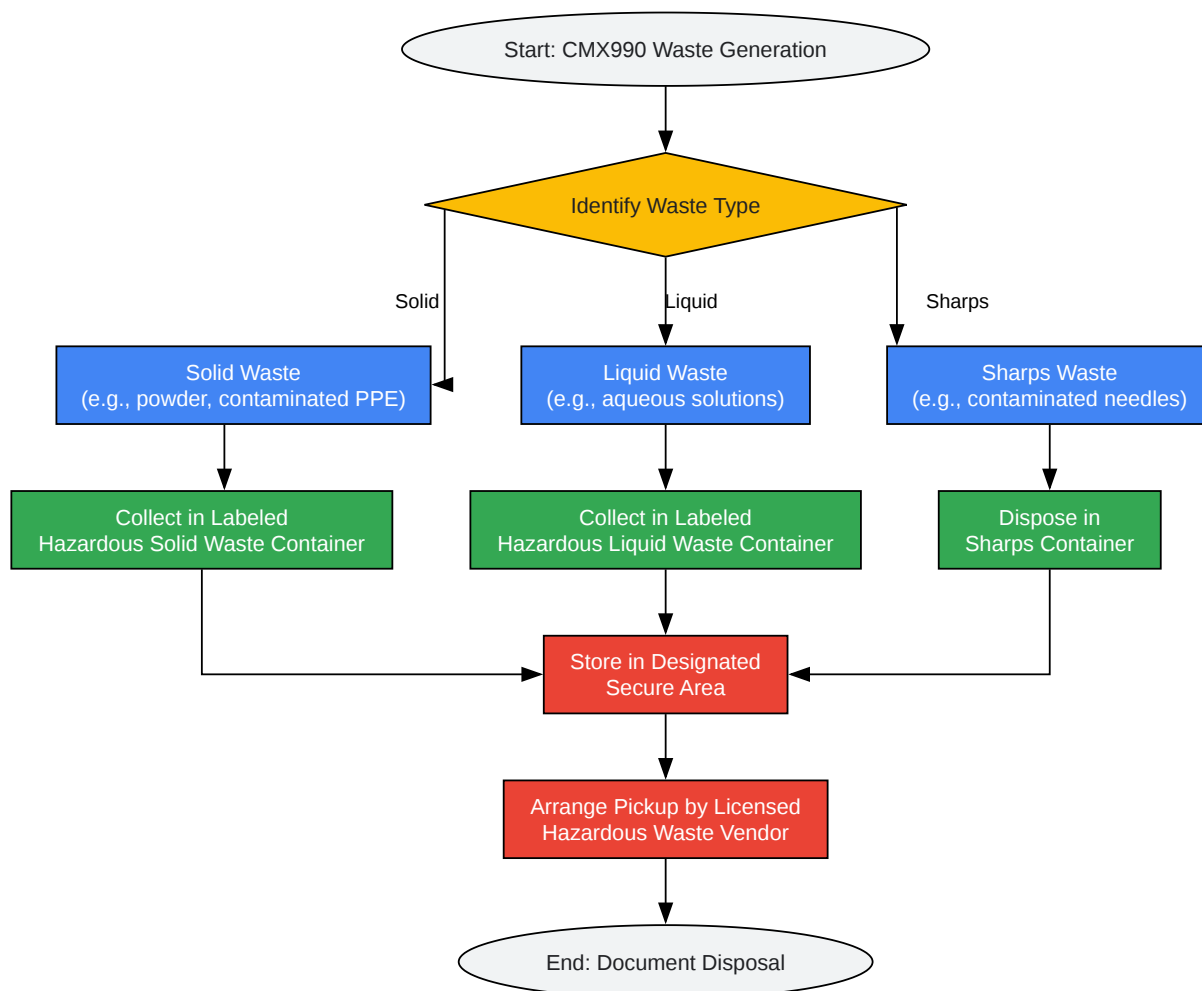 Start: CMX990 Waste Generation
Identify Waste Type
Solid
Liquid
Sharps
Solid Waste
(e.g., powder, contaminated PPE)
Liquid Waste
(e.g., aqueous solutions)
Sharps Waste
(e.g., contaminated needles)
Collect in Labeled
Hazardous Solid Waste Container
Collect in Labeled
Hazardous Liquid Waste Container
Dispose in
Sharps Container
Store in Designated
Secure Area
Arrange Pickup by Licensed
Hazardous Waste Vendor
End: Document Disposal